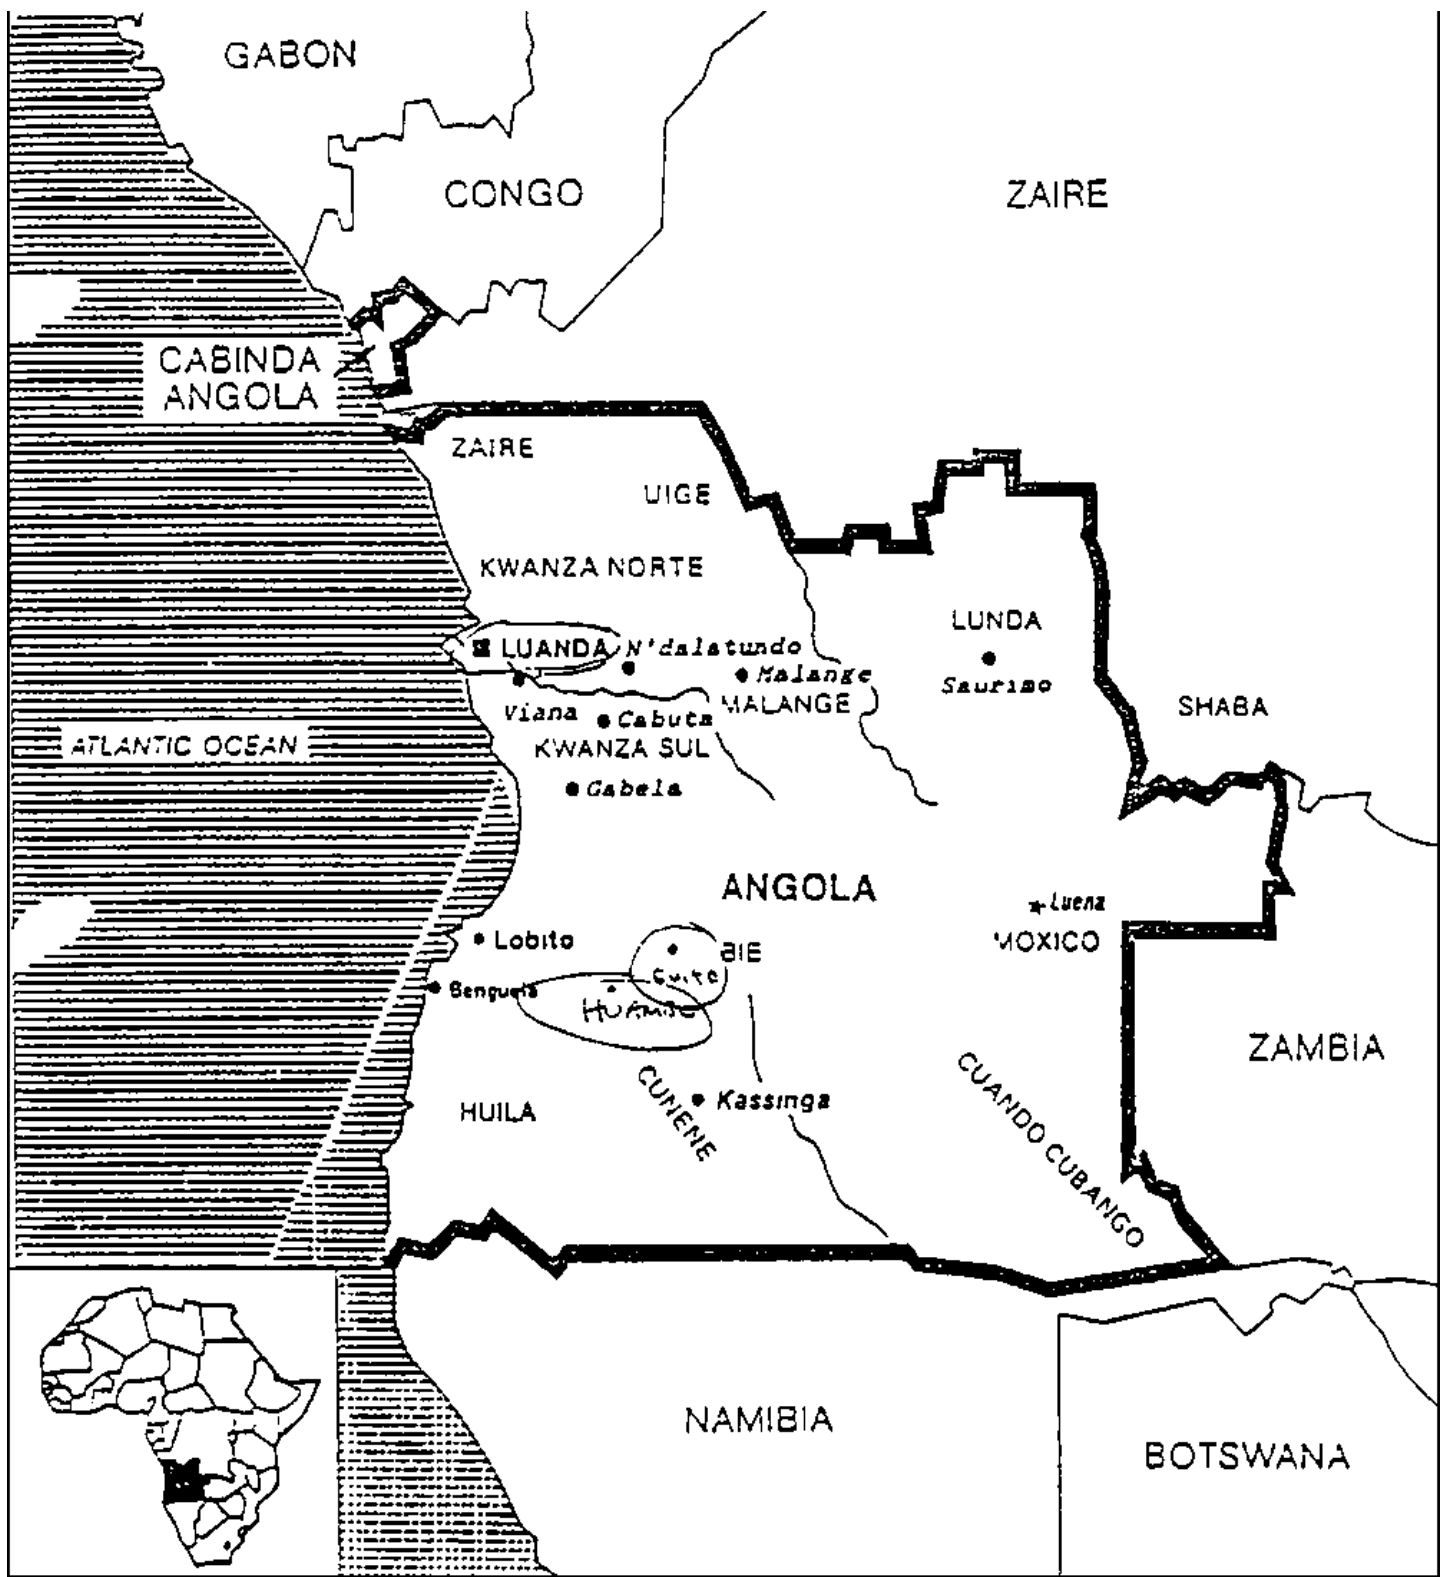 GABON
CONGO
ZAIRE
CABINDA
ANGOLA
ZAIRE
UIGE
KWANZA NORTE
LUNDA
LUANDA
N'dalatundo
Malange
Saurimo
MALANGE
SHABA
Viana
Cabuta
ATLANTIC OCEAN
KWANZA SUL
Gabela
ANGOLA
Luena
Lobito
MOXICO
BIE
Cuito
Benguela
HUAMBO
ZAMBIA
CUNENE
Kassinga
HUILA
CUANDO CUBANGO
NAMIBIA
BOTSWANA